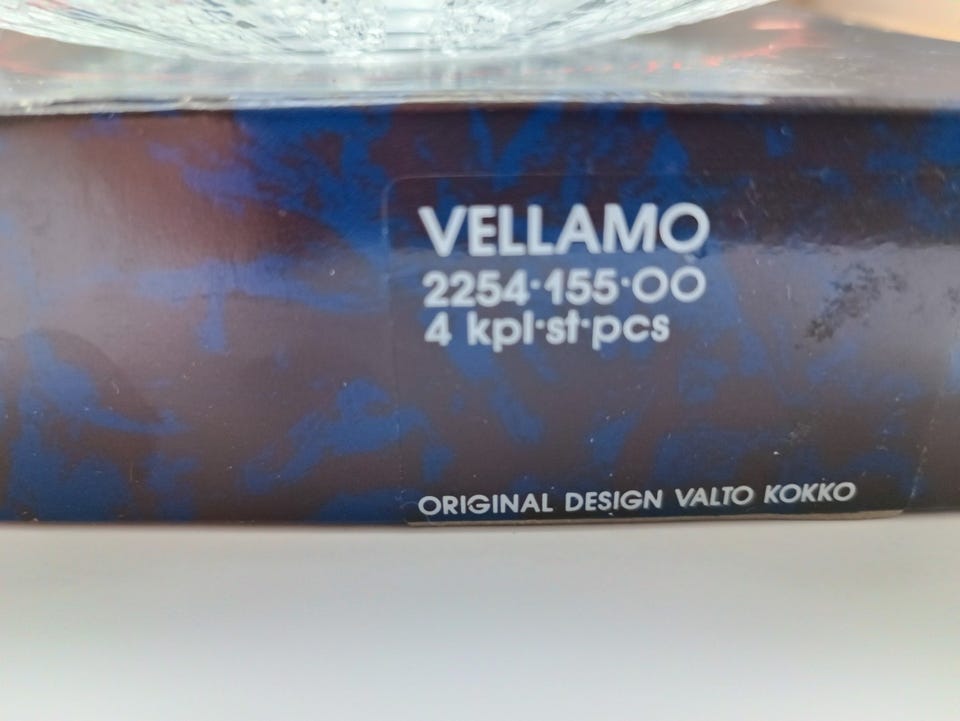 VELLAMO
2254·155·00
4 kpl·st·pcs
ORIGINAL DESIGN VALTO KOKKO